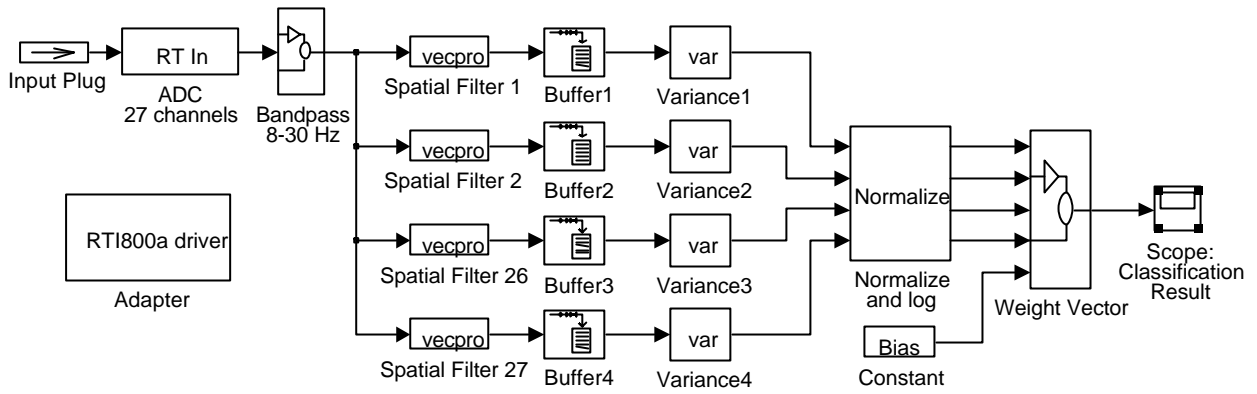 Input Plug
RT In
ADC
27 channels
Bandpass
8-30 Hz
vecpro
Spatial Filter 1
Buffer1
var
Variance1
vecpro
Spatial Filter 2
Buffer2
var
Variance2
vecpro
Spatial Filter 26
Buffer3
var
Variance3
vecpro
Spatial Filter 27
Buffer4
var
Variance4
RTI800a driver
Adapter
Normalize
Normalize
and log
Bias
Constant
Weight Vector
Scope:
Classification
Result